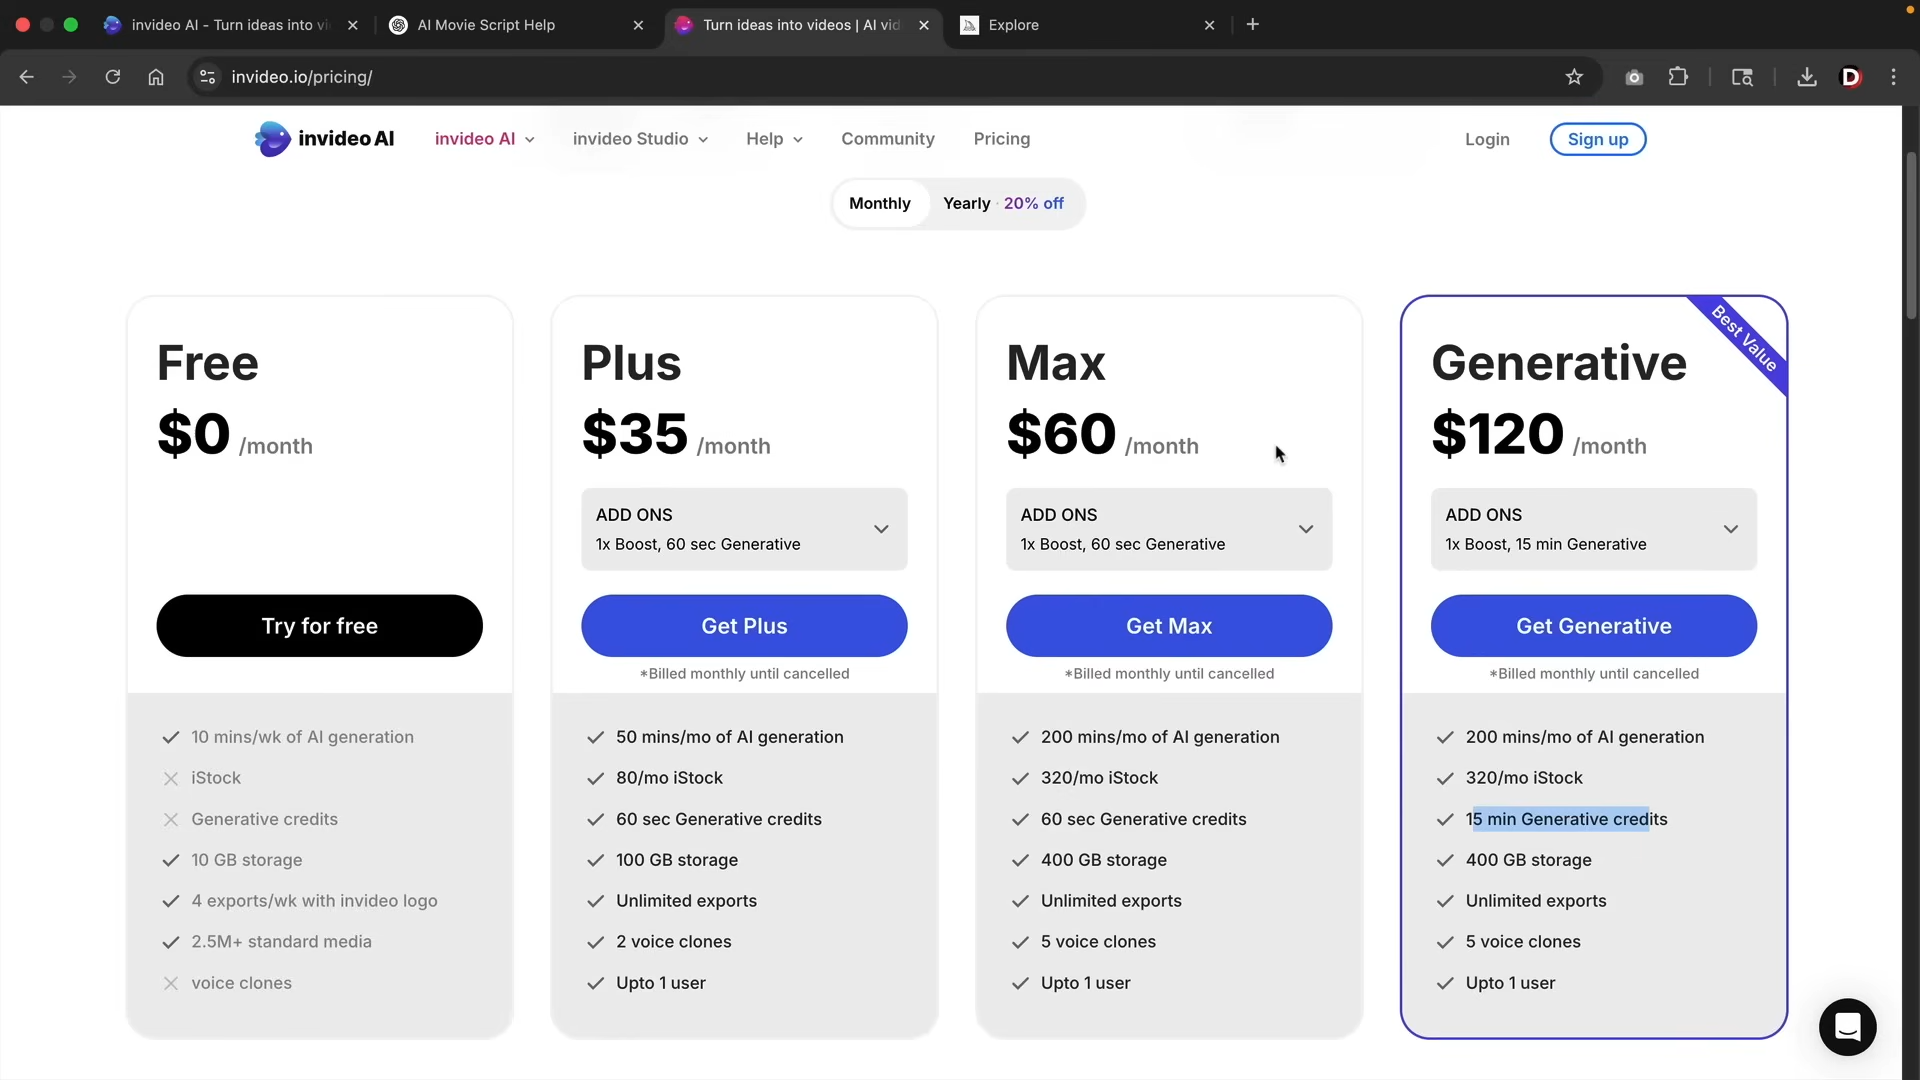 invideo AI - Turn ideas into vi
AI Movie Script Help
Turn ideas into videos | AI vid
Explore
invideo.io/pricing/
D
invideo AI
invideo AI
invideo Studio
Help
Community
Pricing
Login
Sign up
Monthly
Yearly · 20% off
Free
$0 /month
Try for free
10 mins/wk of AI generation
iStock
Generative credits
10 GB storage
4 exports/wk with invideo logo
2.5M+ standard media
voice clones
Plus
$35 /month
ADD ONS
1x Boost, 60 sec Generative
Get Plus
*Billed monthly until cancelled
50 mins/mo of AI generation
80/mo iStock
60 sec Generative credits
100 GB storage
Unlimited exports
2 voice clones
Upto 1 user
Max
$60 /month
ADD ONS
1x Boost, 60 sec Generative
Get Max
*Billed monthly until cancelled
200 mins/mo of AI generation
320/mo iStock
60 sec Generative credits
400 GB storage
Unlimited exports
5 voice clones
Upto 1 user
Best Value
Generative
$120 /month
ADD ONS
1x Boost, 15 min Generative
Get Generative
*Billed monthly until cancelled
200 mins/mo of AI generation
320/mo iStock
15 min Generative credits
400 GB storage
Unlimited exports
5 voice clones
Upto 1 user